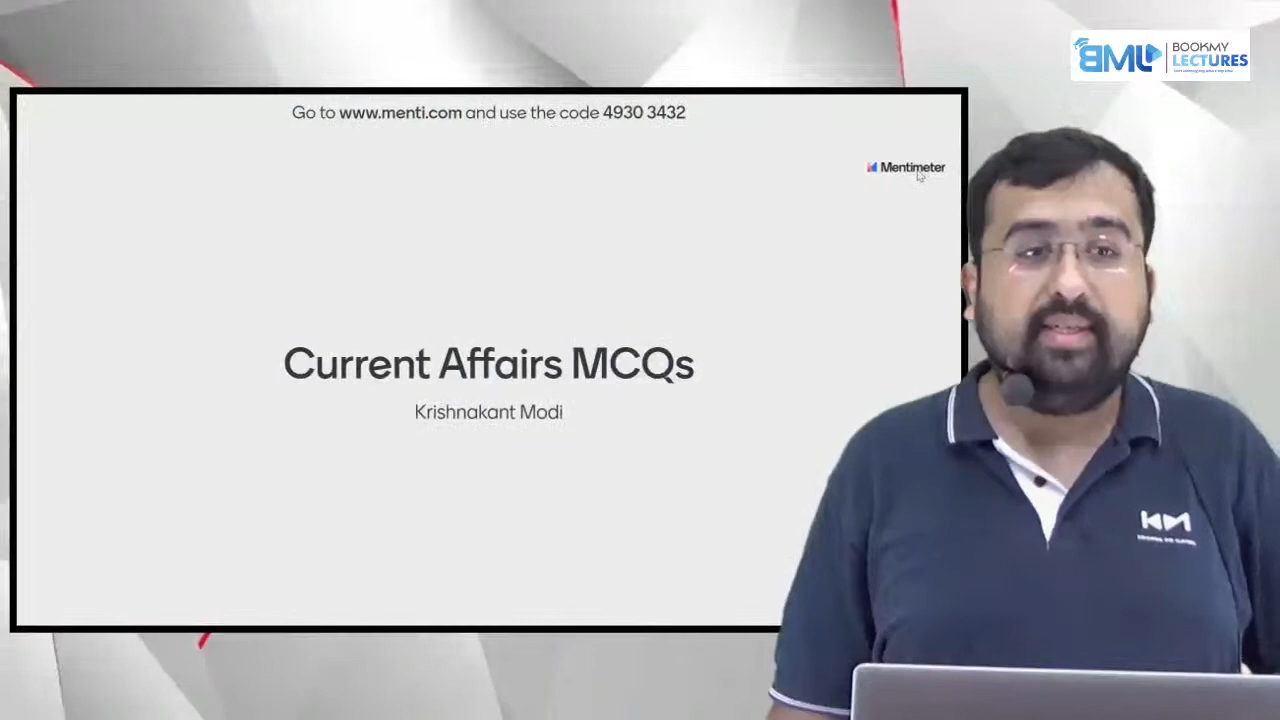 BML
BOOKMY
LECTURES
Go to www.menti.com and use the code 4930 3432
Mentimeter
Current Affairs MCQs
Krishnakant Modi
KM